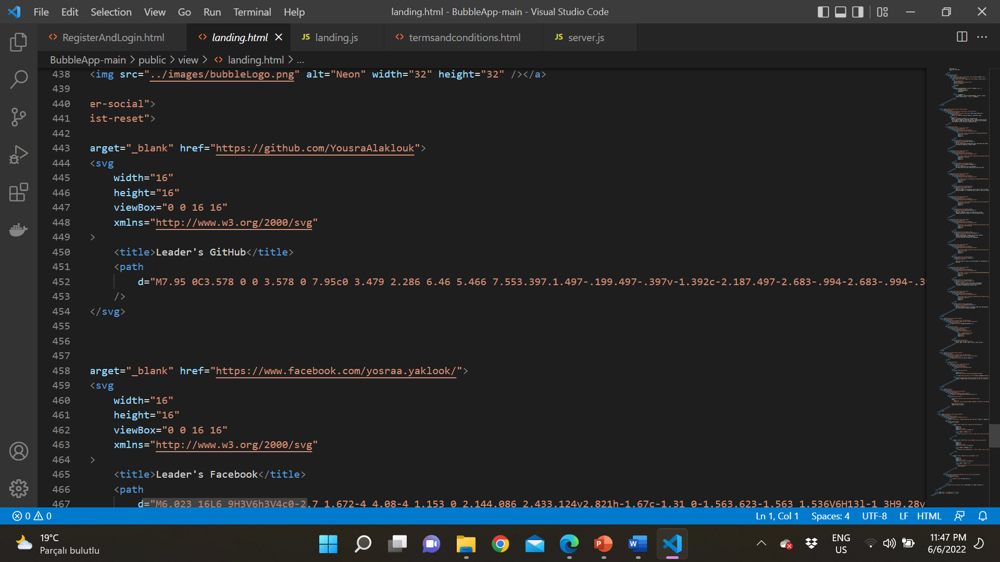 File Edit Selection View Go Run Terminal Help
landing.html - BubbleApp-main - Visual Studio Code
RegisterAndLogin.html
landing.html
JS landing.js
termsandconditions.html
JS server.js
BubbleApp-main > public > view > <> landing.html > ...
438 <img src="../images/bubbleLogo.png" alt="Neon" width="32" height="32" /></a>
439
440 er-social">
441 ist-reset">
442
443 arget="_blank" href="https://github.com/YousraAlaklouk">
444 <svg
445 width="16"
446 height="16"
447 viewBox="0 0 16 16"
448 xmlns="http://www.w3.org/2000/svg"
449 >
450 <title>Leader's GitHub</title>
451 <path
452 d="M7.95 0C3.578 0 0 3.578 0 7.95c0 3.479 2.286 6.46 5.466 7.553.397.1.497-.199.497-.397v-1.392c-2.187.497-2.683-.994-2.683-.994-.3
453 />
454 </svg>
455
456
457
458 arget="_blank" href="https://www.facebook.com/yosraa.yaklook/">
459 <svg
460 width="16"
461 height="16"
462 viewBox="0 0 16 16"
463 xmlns="http://www.w3.org/2000/svg"
464 >
465 <title>Leader's Facebook</title>
466 <path
467 d="M6.023 16L6 9H3V6h3V4c0-2.7 1.672-4 4.08-4 1.153 0 2.144.086 2.433.124v2.821h-1.67c-1.31 0-1.563.623-1.563 1.536V6H13l-1 3H9.28v
0 0
Ln 1, Col 1 Spaces: 4 UTF-8 LF HTML
19°C
Parçalı bulutlu
ENG
US
11:47 PM
6/6/2022